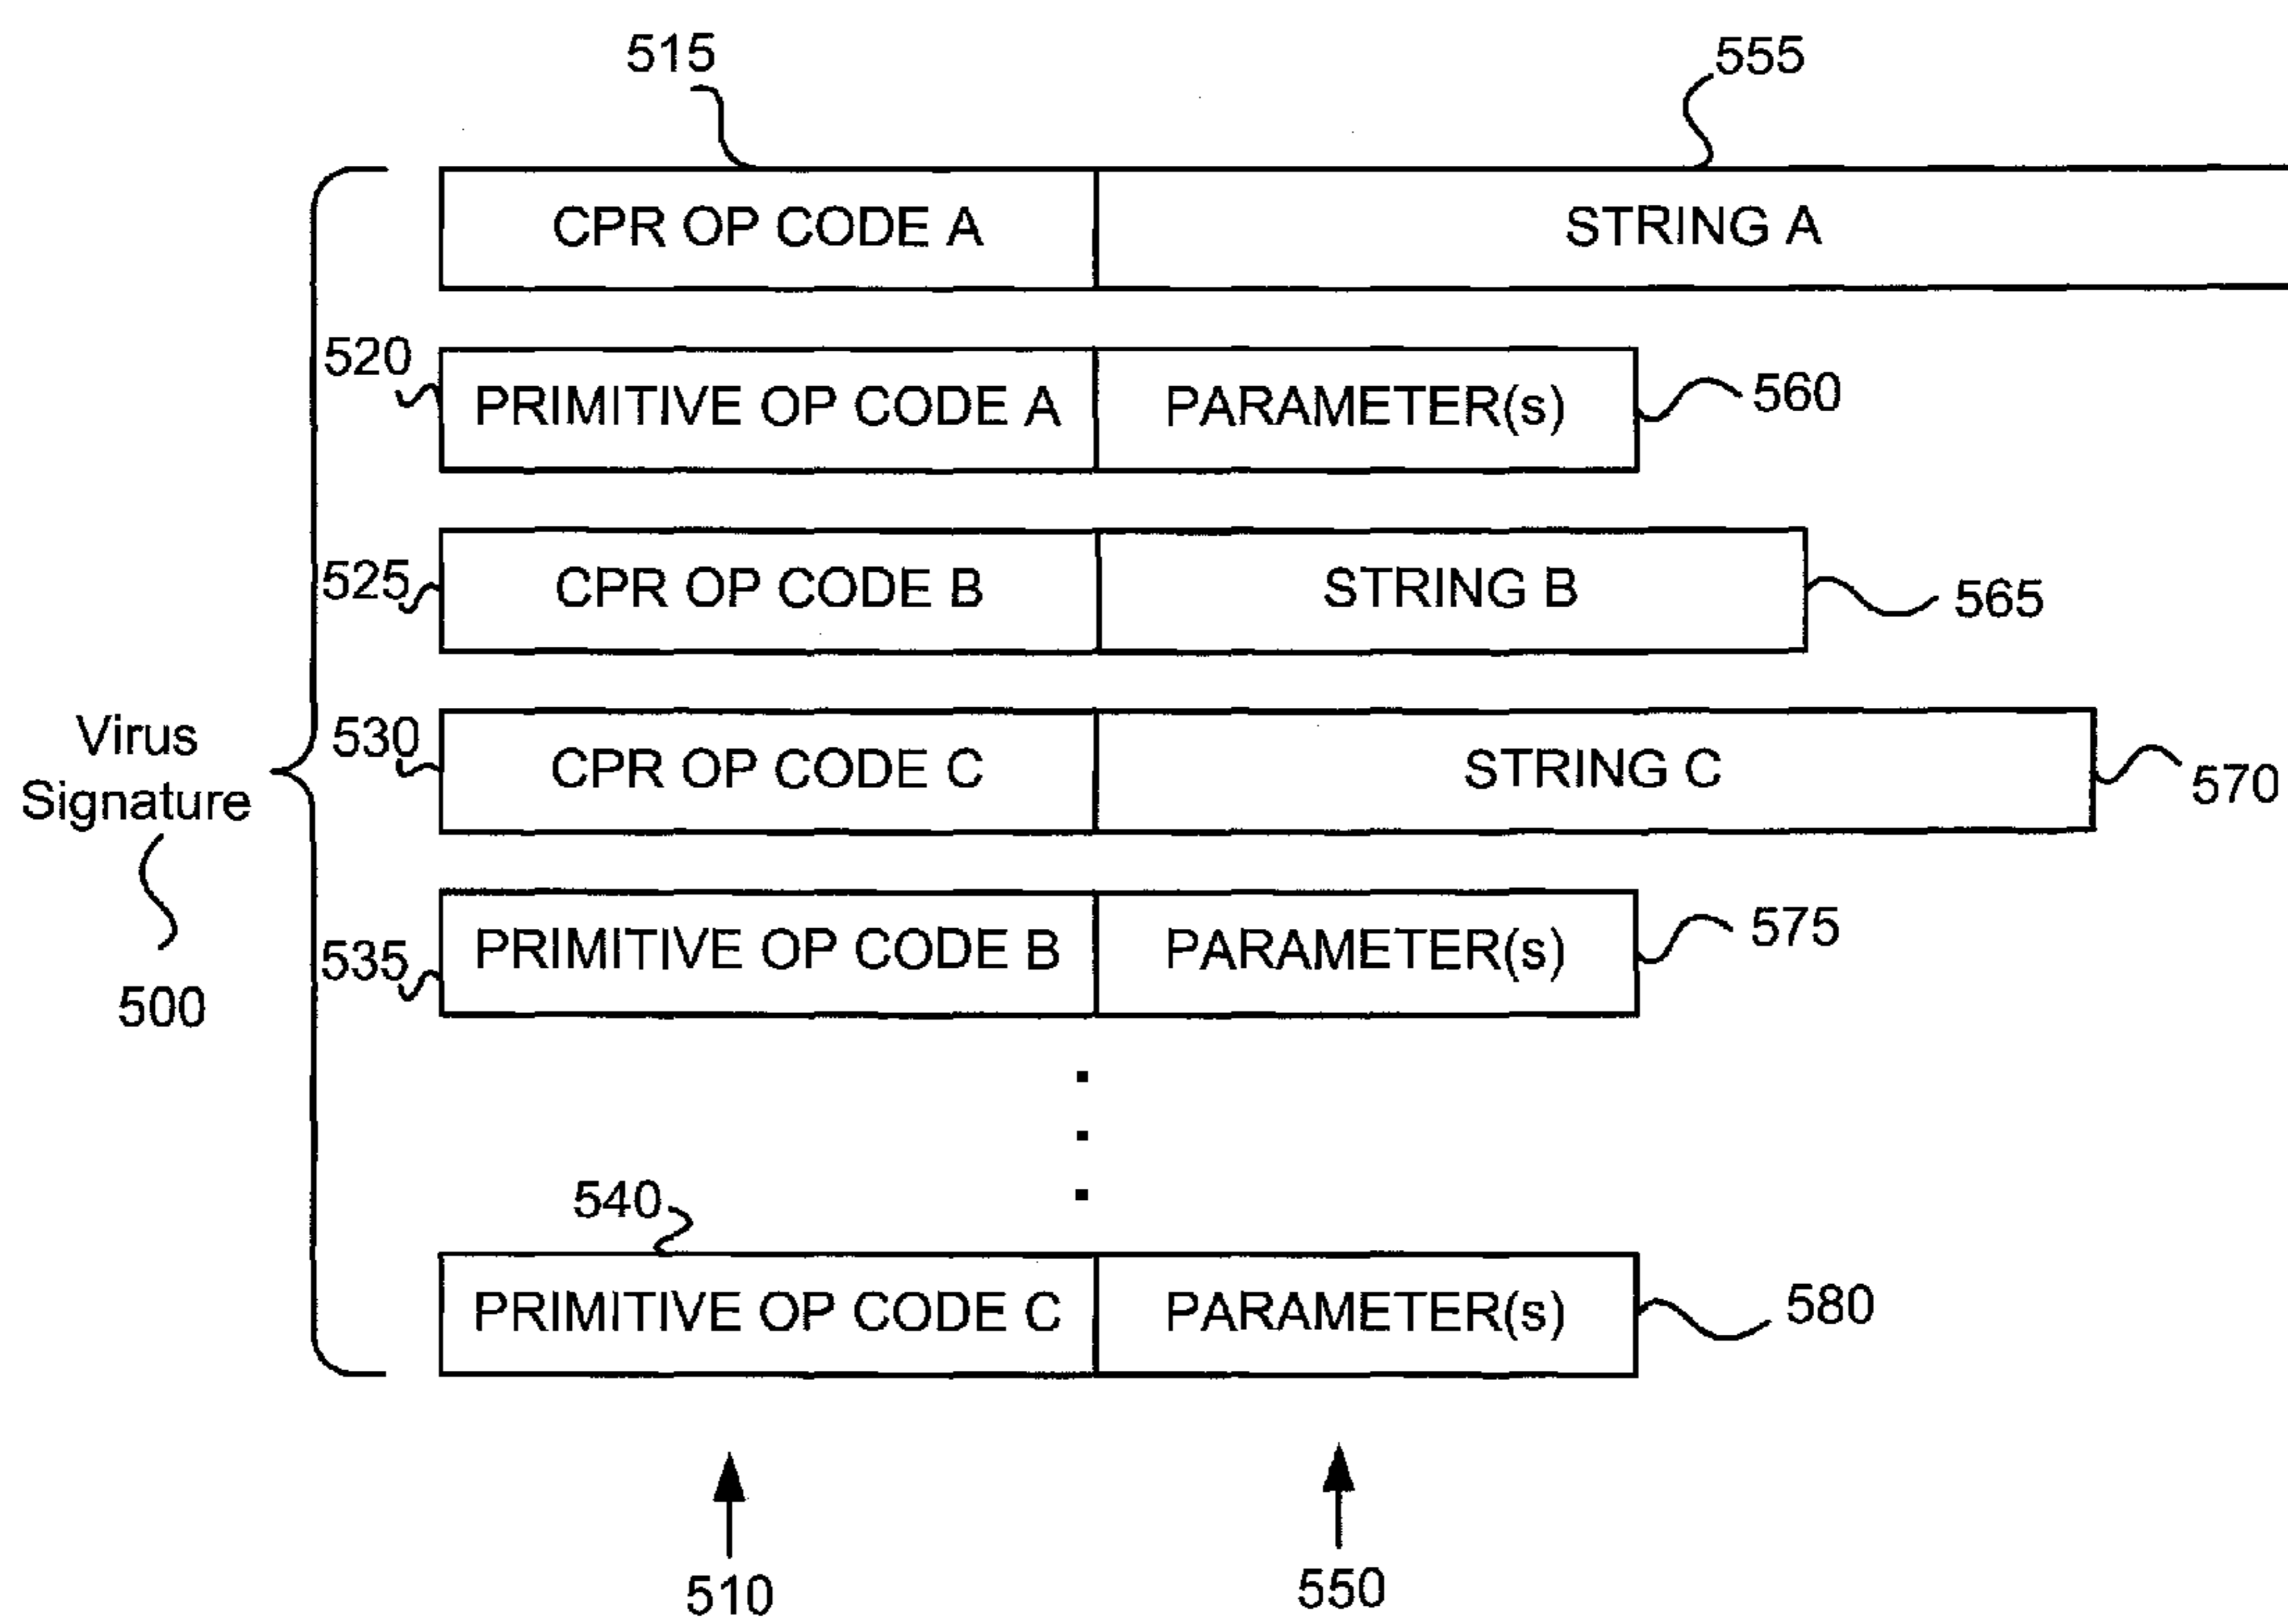 515
555
CPR OP CODE A
STRING A
520
PRIMITIVE OP CODE A
PARAMETER(s)
560
525
CPR OP CODE B
STRING B
565
Virus
Signature
500
530
CPR OP CODE C
STRING C
570
535
PRIMITIVE OP CODE B
PARAMETER(s)
575
540
PRIMITIVE OP CODE C
PARAMETER(s)
580
510
550